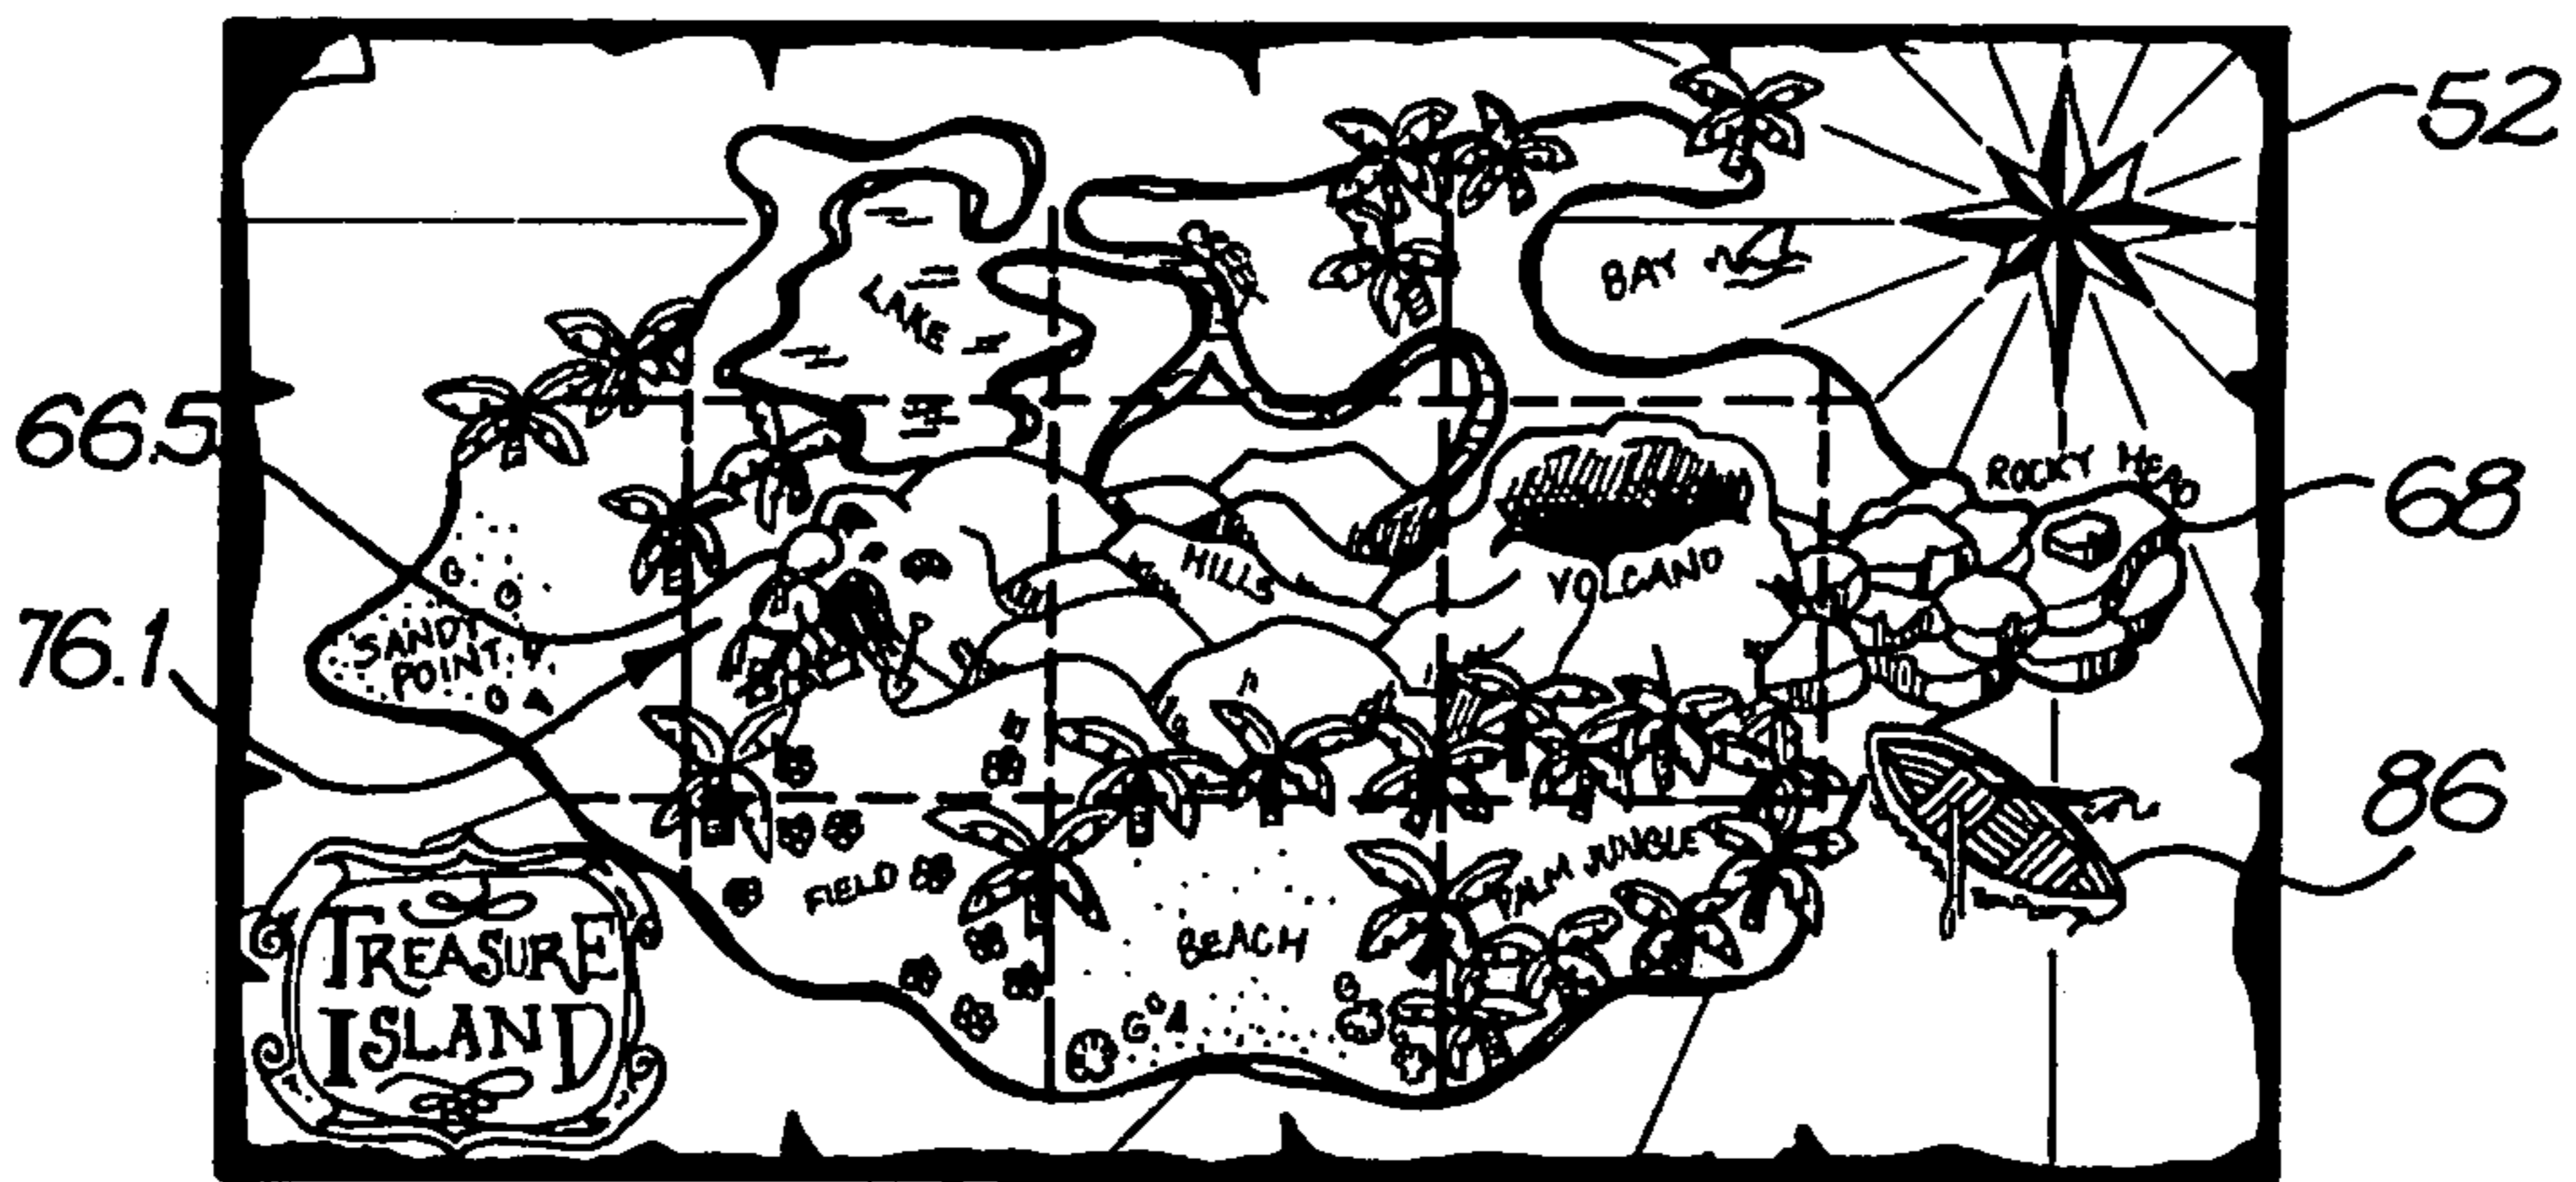 52
BAY
LAKE
66.5
ROCKY HEAD
68
HILLS
VOLCANO
76.1
SANDY
POINT
86
PALM JUNGLE
FIELD
BEACH
TREASURE
ISLAND